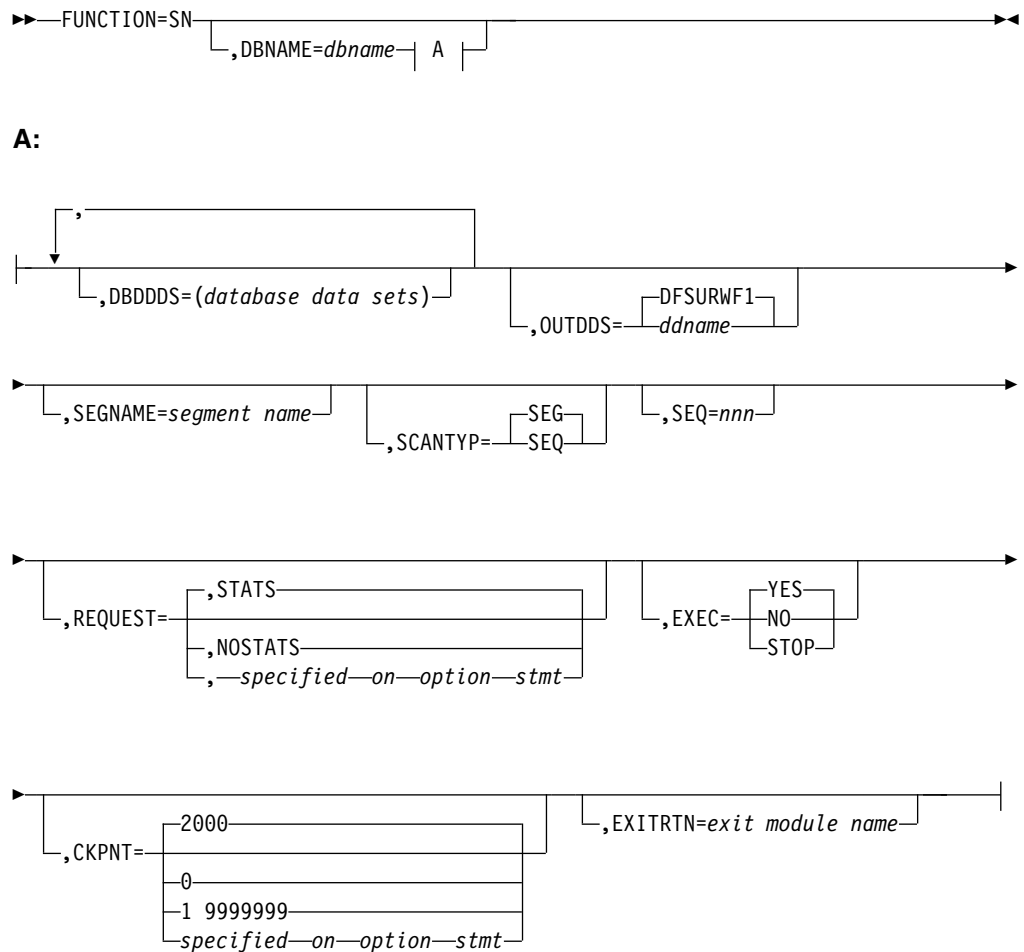 FUNCTION=SN
,DBNAME=dbname A
A:
,
,DBDDDS=(database data sets)
,OUTDDS= DFSURWF1
ddname
,SEGNAME=segment name
,SCANTYP= SEG
SEQ
,SEQ=nnn
,REQUEST= ,STATS
,NOSTATS
, specified on option stmt
,EXEC= YES
NO
STOP
,CKPNT= 2000
0
1 9999999
specified on option stmt
,EXITRTN=exit module name